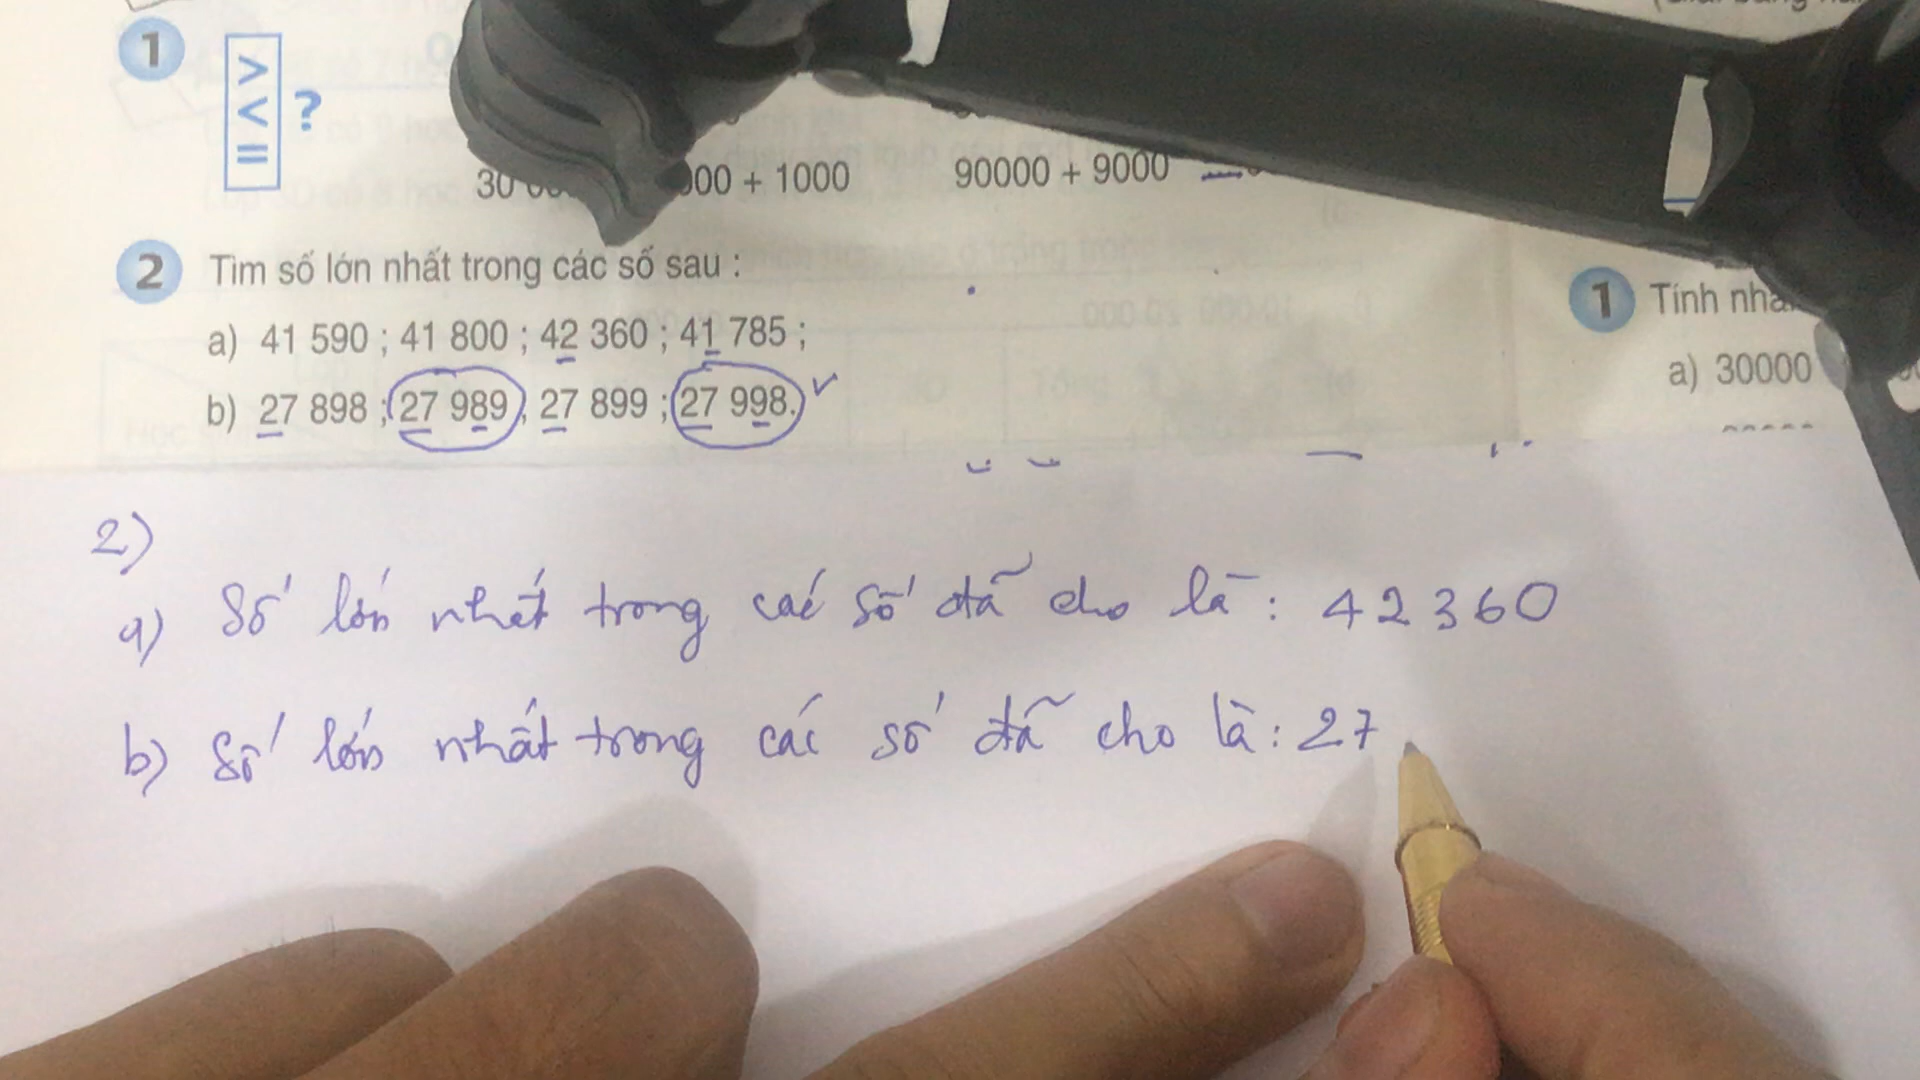 1
>
<
=
?
30 000 + 1000
90000 + 9000
2 Tìm số lớn nhất trong các số sau :
a) 41 590 ; 41 800 ; 42 360 ; 41 785 ;
b) 27 898 ; 27 989 ; 27 899 ; 27 998.
1 Tính
a) 30000
2)
a) Số lớn nhất trong các số đã cho là : 42360
b) Số lớn nhất trong các số đã cho là : 27